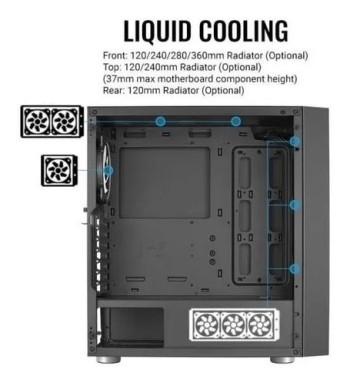 LIQUID COOLING
Front: 120/240/280/360mm Radiator (Optional)
Top: 120/240mm Radiator (Optional)
(37mm max motherboard component height)
Rear: 120mm Radiator (Optional)